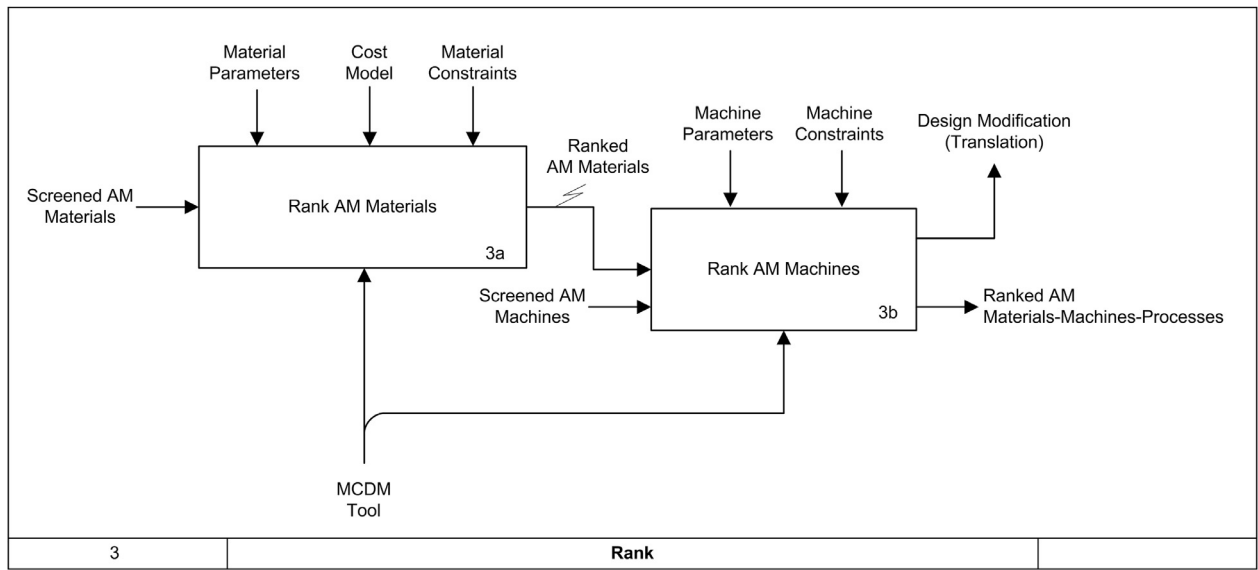 Material
Parameters
Cost
Model
Material
Constraints
Screened AM
Materials
Rank AM Materials
3a
Ranked
AM Materials
Machine
Parameters
Machine
Constraints
Design Modification
(Translation)
Screened AM
Machines
Rank AM Machines
3b
Ranked AM
Materials-Machines-Processes
MCDM
Tool
3
Rank